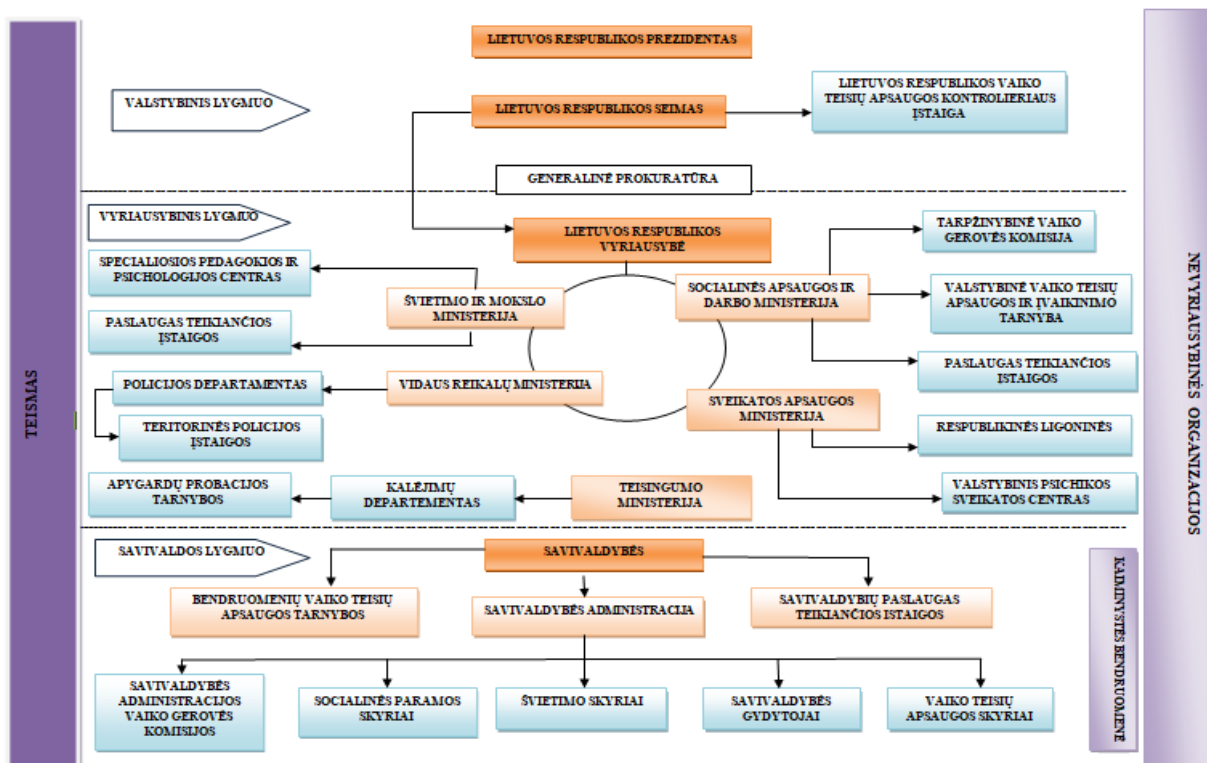 TEISMAS
LIETUVOS RESPUBLIKOS PREZIDENTAS
VALSTYBINIS LYGMUO
LIETUVOS RESPUBLIKOS SEIMAS
LIETUVOS RESPUBLIKOS VAIKO
TEISIŲ APSAUGOS KONTROLIERIAUS
ĮSTAIGA
GENERALINĖ PROKURATŪRA
VYRIAUSYBINIS LYGMUO
LIETUVOS RESPUBLIKOS
VYRIAUSYBĖ
TARPŽINYBINĖ VAIKO
GEROVĖS KOMISIJA
SPECIALIOSIOS PEDAGOKIOS IR
PSICHOLOGIJOS CENTRAS
ŠVIETIMO IR MOKSLO
MINISTERIJA
SOCIALINĖS APSAUGOS IR
DARBO MINISTERIJA
VALSTYBINĖ VAIKO TEISIŲ
APSAUGOS IR ĮVAIKINIMO
TARNYBA
PASLAUGAS TEIKIANČIOS
ĮSTAIGOS
PASLAUGAS TEIKIANČIOS
ĮSTAIGOS
POLICIJOS DEPARTAMENTAS
VIDAUS REIKALŲ MINISTERIJA
SVEIKATOS APSAUGOS
MINISTERIJA
TERITORINĖS POLICIJOS
ĮSTAIGOS
RESPUBLIKINĖS LIGONINĖS
APYGARDŲ PROBACIJOS
TARNYBOS
KALĖJIMŲ
DEPARTEMENTAS
TEISINGUMO
MINISTERIJA
VALSTYBINIS PSICHIKOS
SVEIKATOS CENTRAS
SAVIVALDOS LYGMUO
SAVIVALDYBĖS
BENDRUOMENIŲ VAIKO TEISIŲ
APSAUGOS TARNYBOS
SAVIVALDYBĖS ADMINISTRACIJA
SAVIVALDYBIŲ PASLAUGAS
TEIKIANČIOS ISTAIGOS
SAVIVALDYBĖS
ADMINISTRACIJOS
VAIKO GEROVĖS
KOMISIJOS
SOCIALINĖS PARAMOS
SKYRIAI
ŠVIETIMO SKYRIAI
SAVIVALDYBĖS
GYDYTOJAI
VAIKO TEISIŲ
APSAUGOS SKYRIAI
KAIMINYSTĖS BENDRUOMENĖ
NEVYRIAUSYBINĖS ORGANIZACIJOS